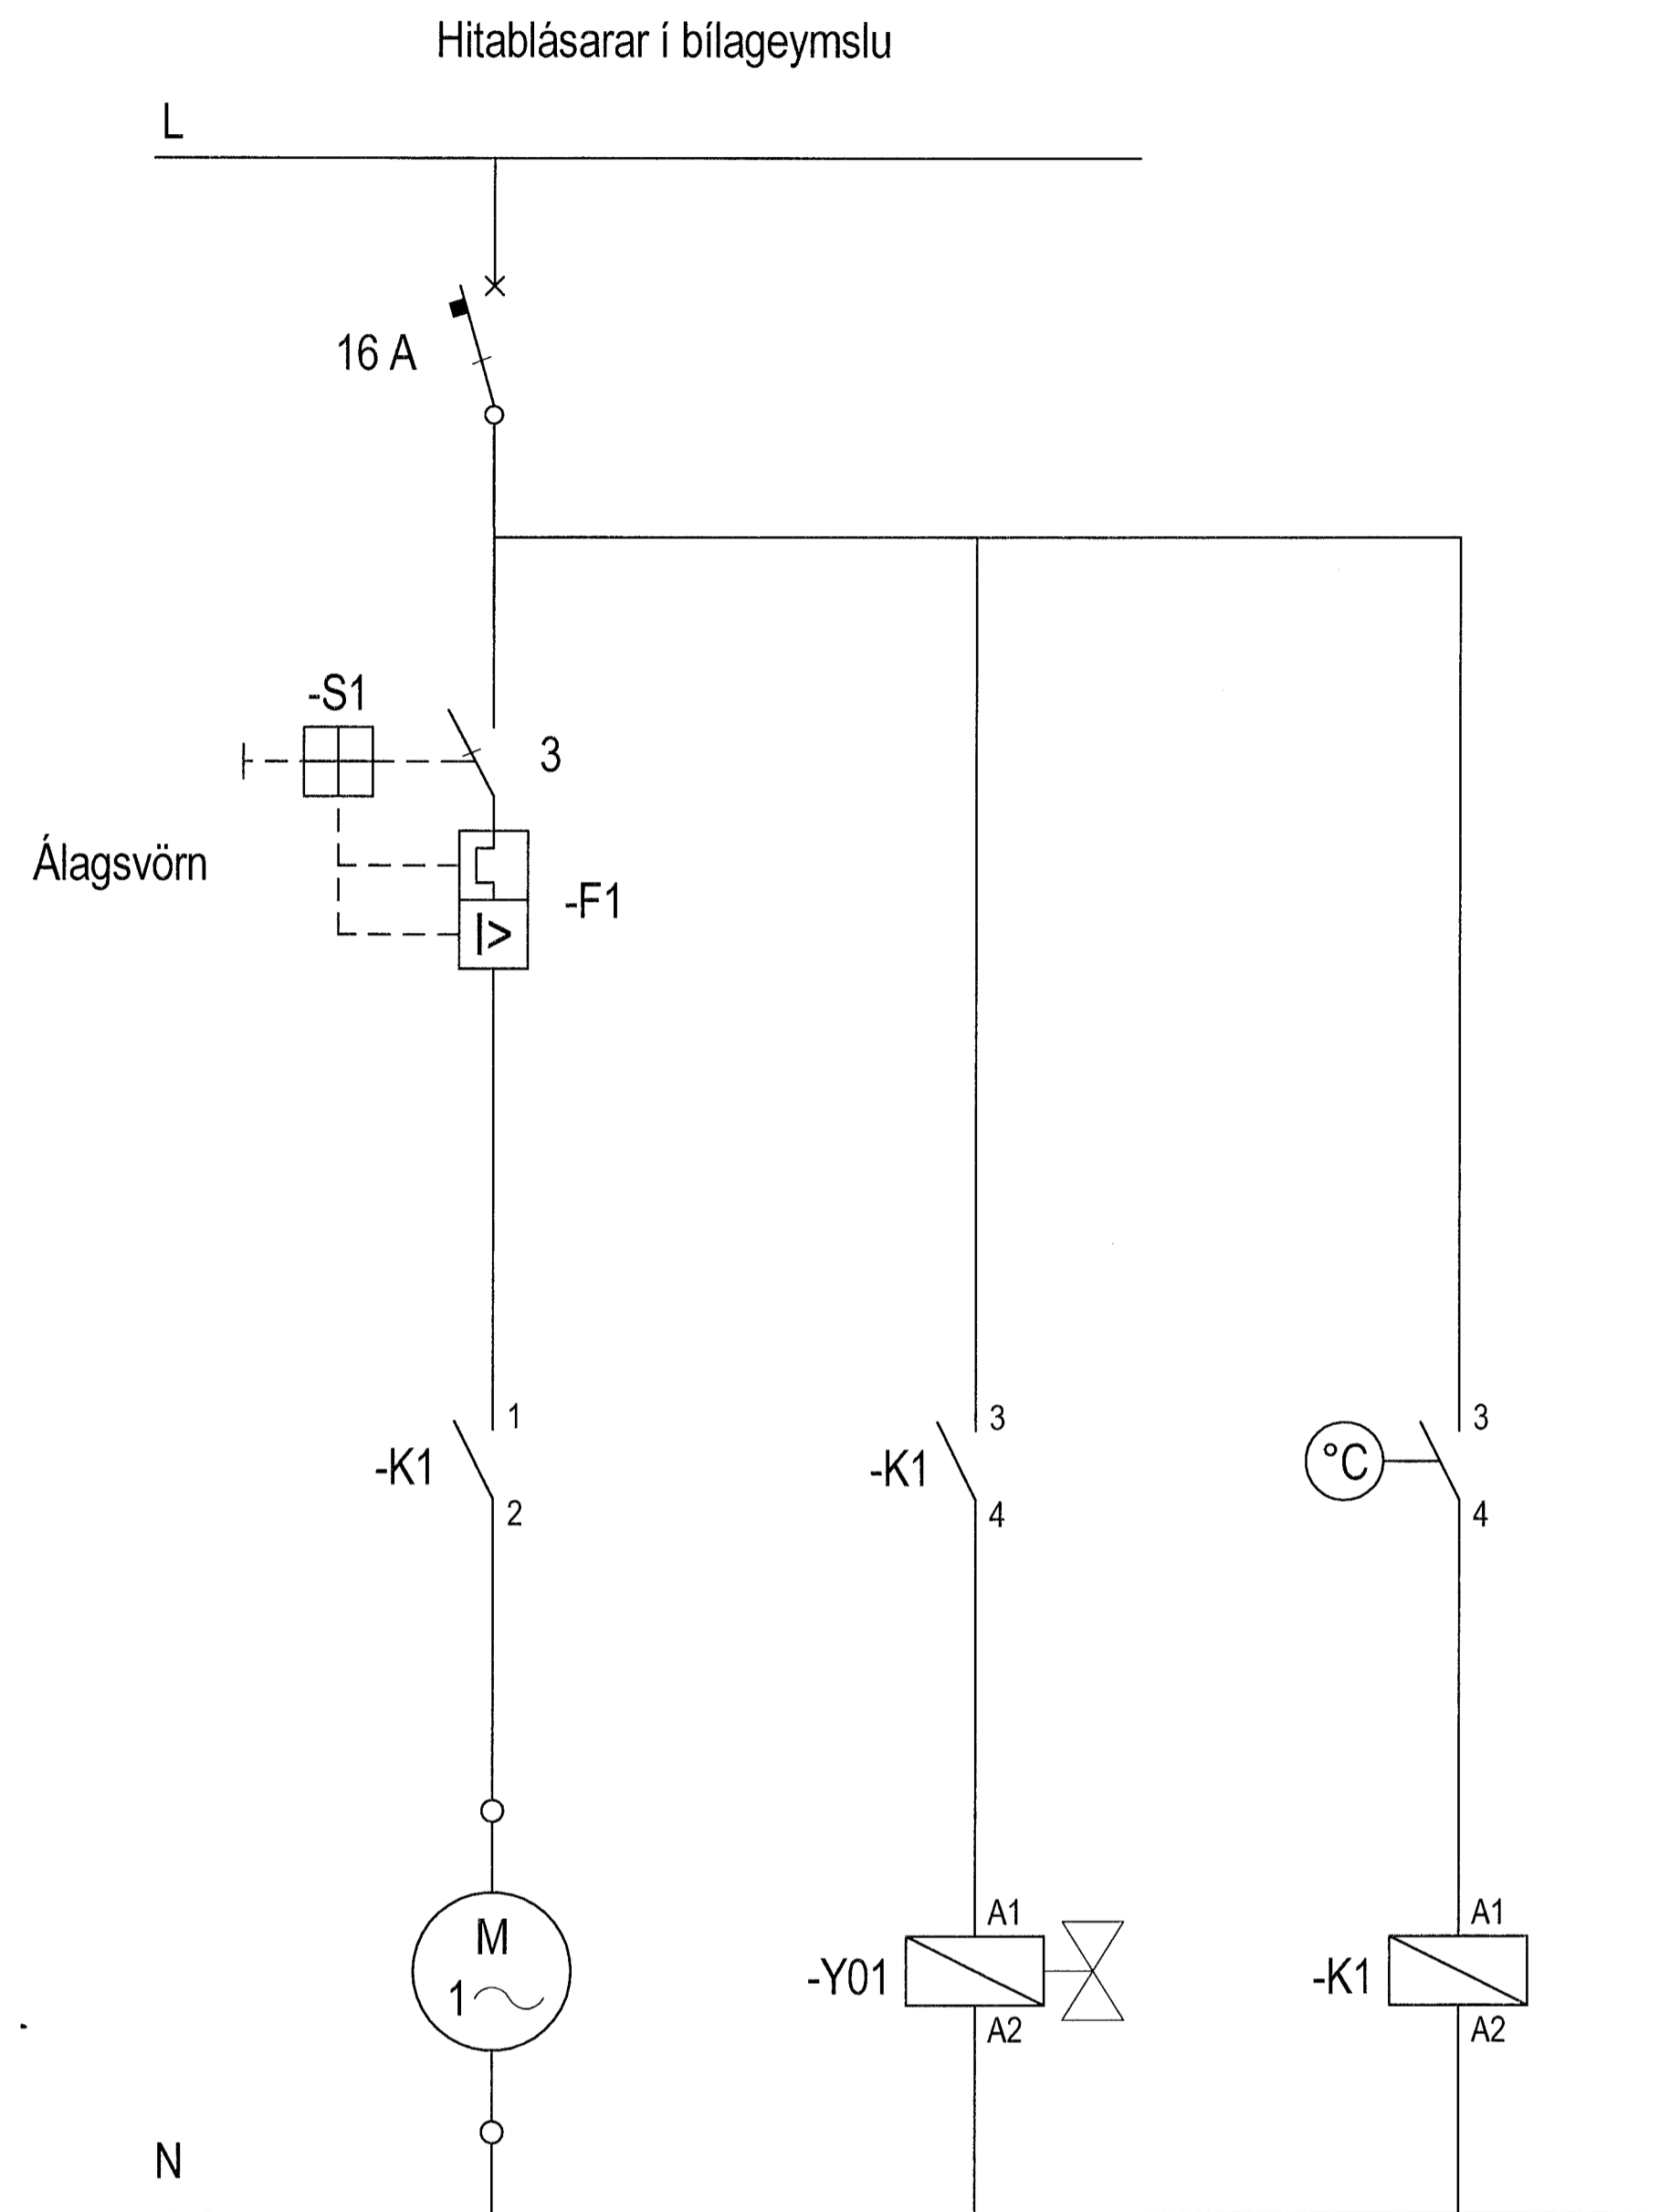 Hitablásarar í bílageymslu
L
16 A
-S1
3
Álagsvörn
-F1
I>
1
-K1
2
3
-K1
4
3
°C
4
M
1~
A1
-Y01
A2
A1
-K1
A2
N